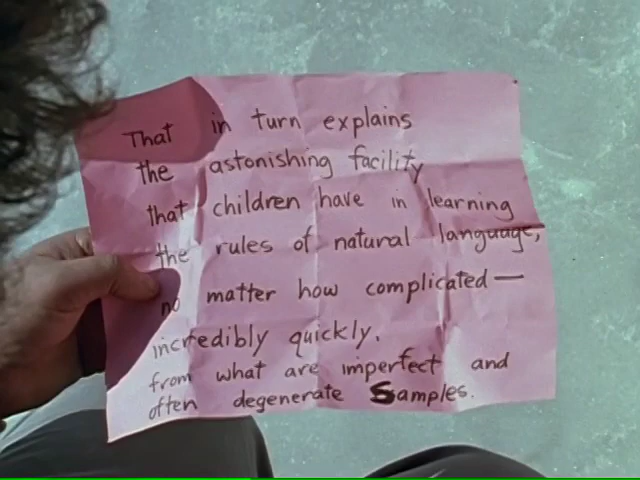 That in turn explains
the astonishing facility
that children have in learning
the rules of natural language,
no matter how complicated—
incredibly quickly.
from what are imperfect and
often degenerate Samples.